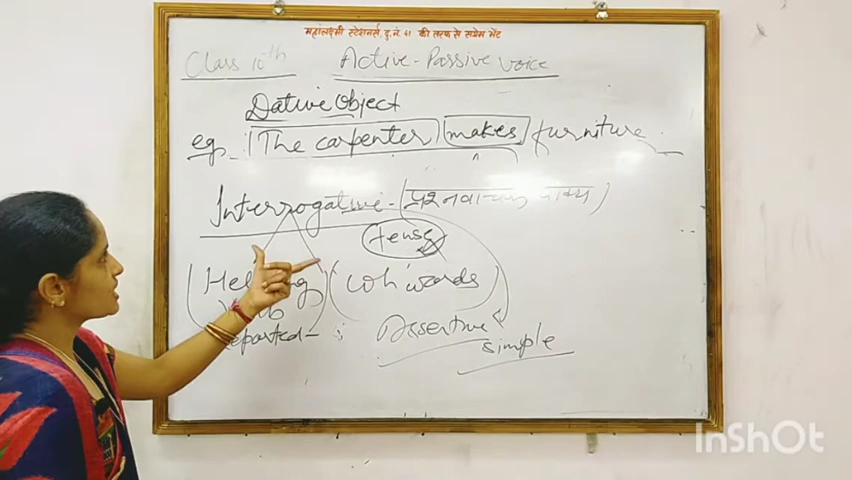 महालक्ष्मी स्टेशनर्स, दु. नं. 41 की तरफ से सप्रेम भेंट
Class 10th Active-Passive voice
Dative Object
eg. The carpenter makes furniture.
Interrogative - (प्रश्नवाचक वाक्य)
tense
Helping Verb ('wh' words)
Reported - : Assertive
simple
InShOt